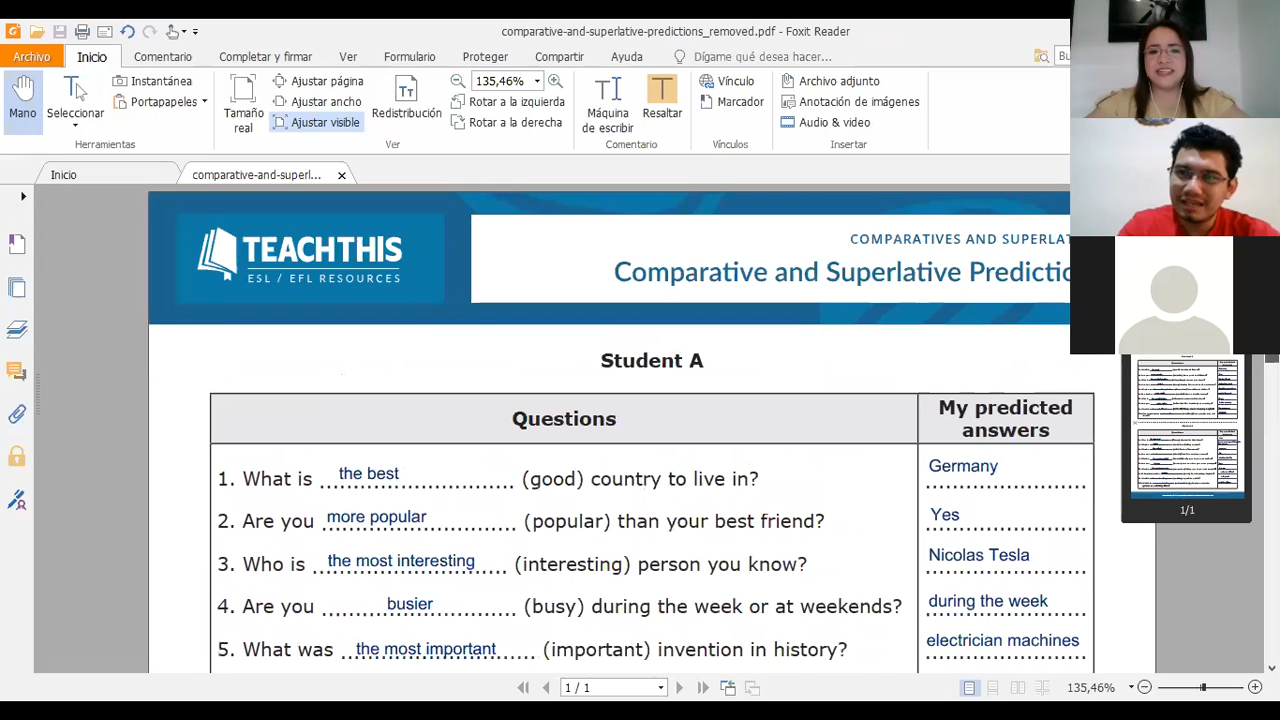 comparative-and-superlative-predictions_removed.pdf - Foxit Reader
Archivo Inicio Comentario Completar y firmar Ver Formulario Proteger Compartir Ayuda Dígame qué desea hacer... Bu
Mano
Seleccionar
Instantánea
Portapapeles
Herramientas
Tamaño real
Ajustar página
Ajustar ancho
Ajustar visible
Redistribución
135,46%
Rotar a la izquierda
Rotar a la derecha
Ver
Máquina de escribir
Resaltar
Comentario
Vínculo
Marcador
Vínculos
Archivo adjunto
Anotación de imágenes
Audio & video
Insertar
Inicio comparative-and-superl...
TEACHTHIS
ESL / EFL RESOURCES
COMPARATIVES AND SUPERLAT
Comparative and Superlative Predictio
Student A
Questions
My predicted answers
1. What is the best (good) country to live in? Germany
2. Are you more popular (popular) than your best friend? Yes
3. Who is the most interesting (interesting) person you know? Nicolas Tesla
4. Are you busier (busy) during the week or at weekends? during the week
5. What was the most important (important) invention in history? electrician machines
1/1
1 / 1
135,46%